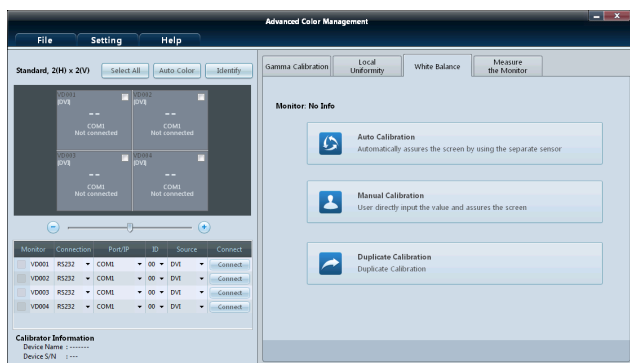 Advanced Color Management
File Setting Help
Standard, 2(H) x 2(V) Select All Auto Color Identify
VD001 VD002
[DVI] [DVI]
-- --
COM1 COM1
Not connected Not connected
VD003 VD004
[DVI] [DVI]
-- --
COM1 COM1
Not connected Not connected
Monitor Connection Port/IP ID Source Connect
VD001 RS232 COM1 00 DVI Connect
VD002 RS232 COM1 00 DVI Connect
VD003 RS232 COM1 00 DVI Connect
VD004 RS232 COM1 00 DVI Connect
Calibrator Information
Device Name : -------
Device S/N : ---
Gamma Calibration Local Uniformity White Balance Measure the Monitor
Monitor: No Info
Auto Calibration
Automatically assures the screen by using the separate sensor
Manual Calibration
User directly input the value and assures the screen
Duplicate Calibration
Duplicate Calibration